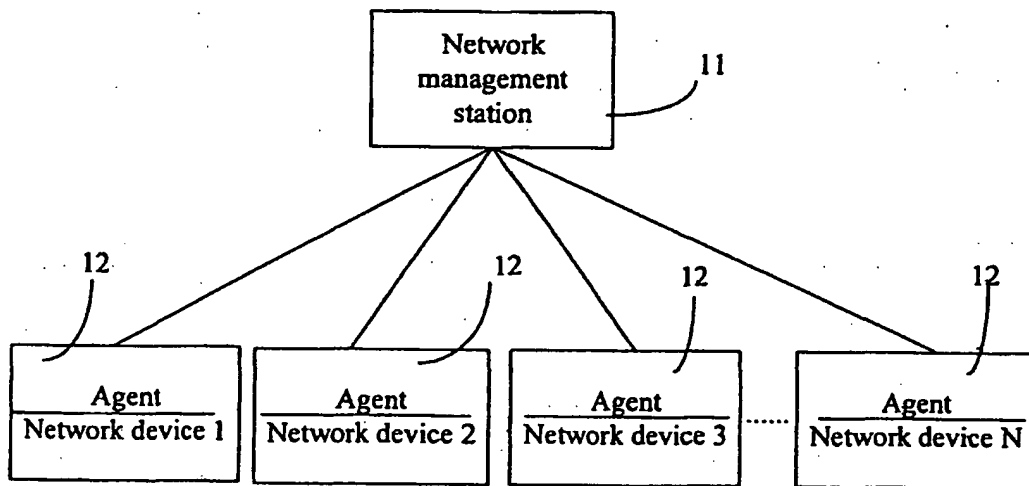 Network
management
station
11
12
12
12
12
Agent
Network device 1
Agent
Network device 2
Agent
Network device 3
........
Agent
Network device N